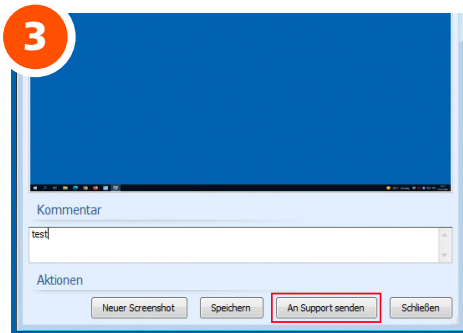 3
Kommentar
test
Aktionen
Neuer Screenshot Speichern An Support senden Schließen